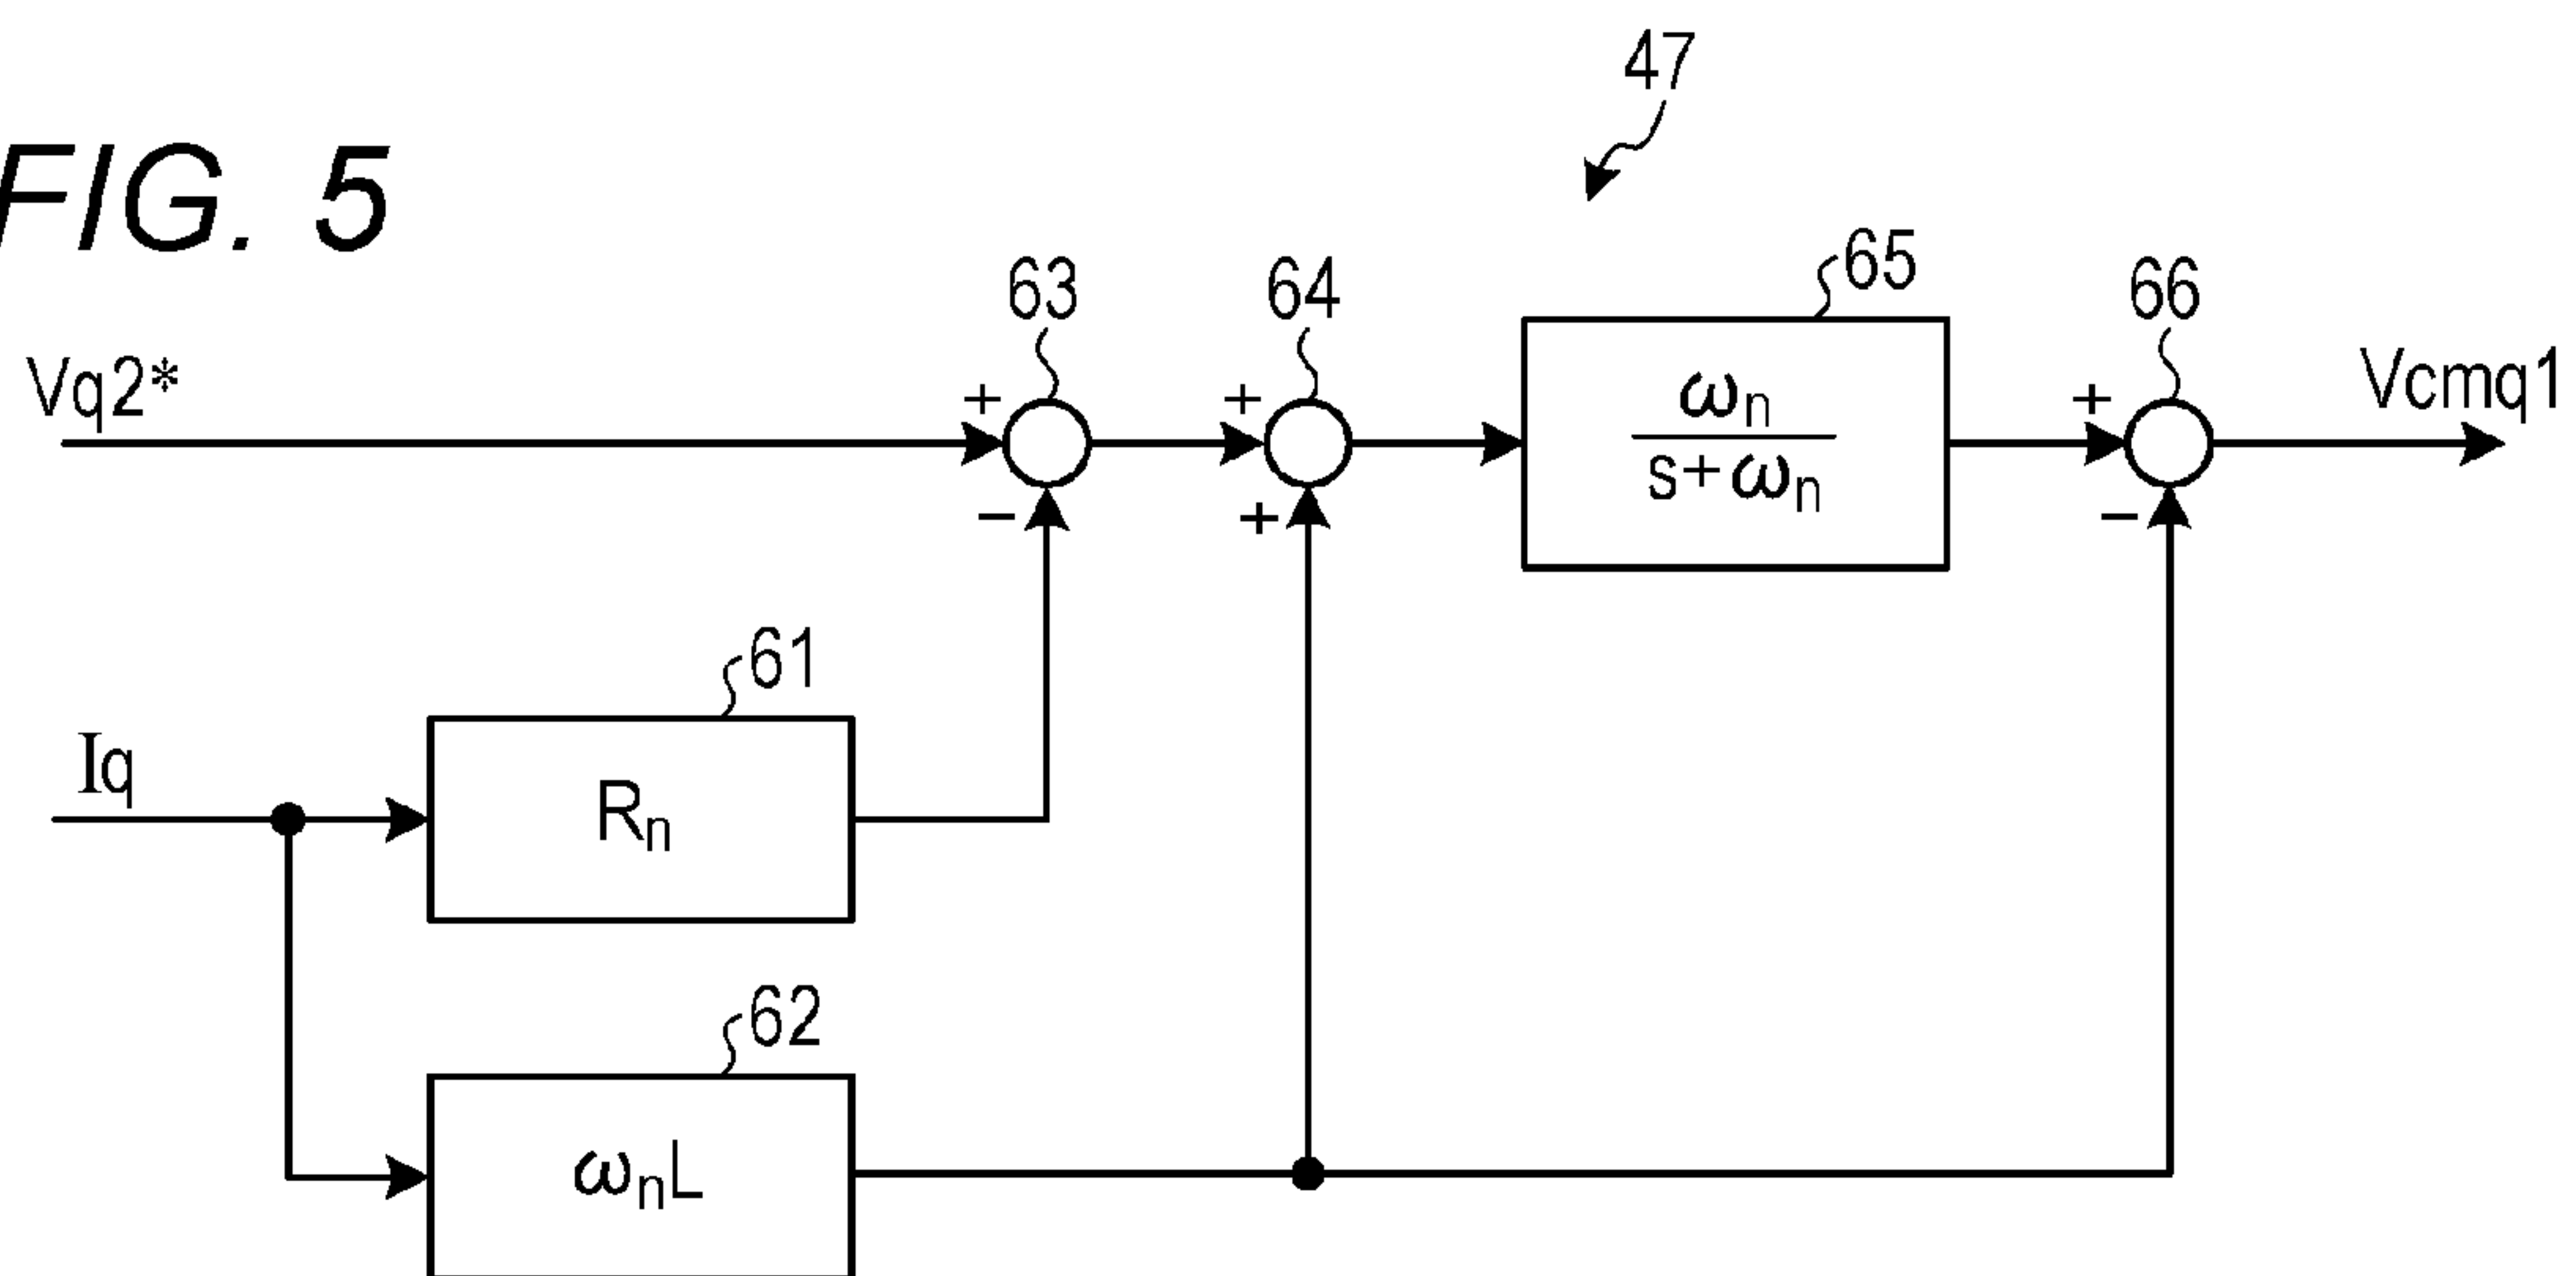 FIG. 5
47
63
64
65
66
Vq2*
+
+
ωn
s+ωn
+
Vcmq1
−
+
−
61
Iq
Rn
62
ωnL